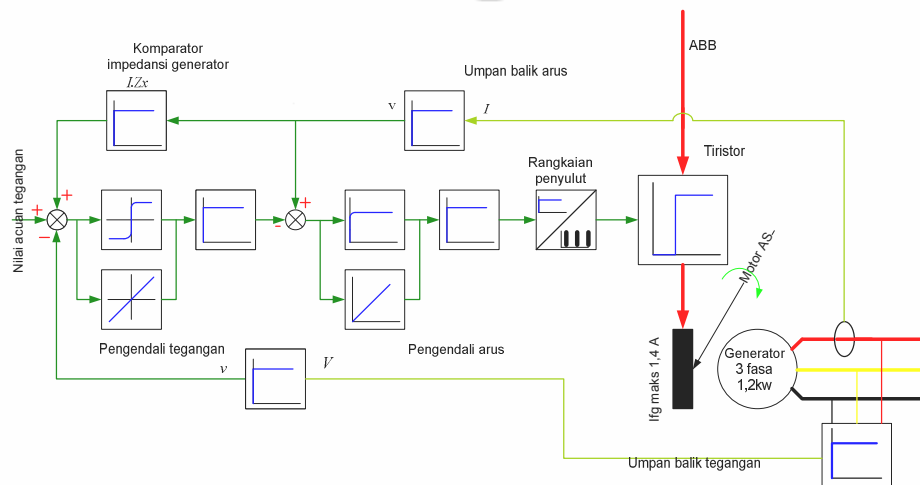 ABB
Komparator
impedansi generator
I.Zx
Umpan balik arus
v
I
Tiristor
Rangkaian
penyulut
Nilai acuan tegangan
+
+
−
+
-
Motor AS_
Pengendali tegangan
Pengendali arus
v
V
Ifg maks 1,4 A
Generator
3 fasa
1,2kw
Umpan balik tegangan